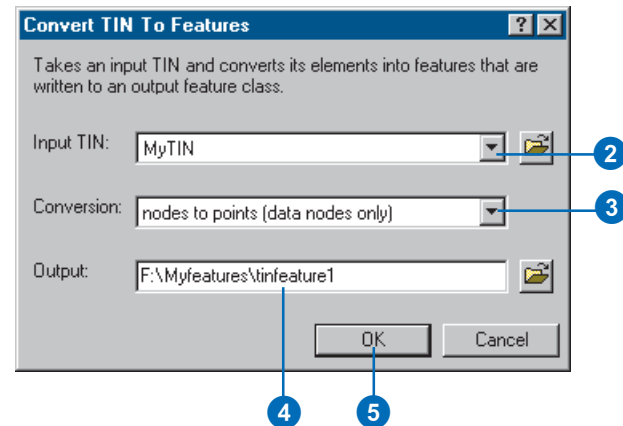 Convert TIN To Features
Takes an input TIN and converts its elements into features that are
written to an output feature class.
Input TIN: MyTIN 2
Conversion: nodes to points (data nodes only) 3
Output: F:\Myfeatures\tinfeature1
OK Cancel
4 5